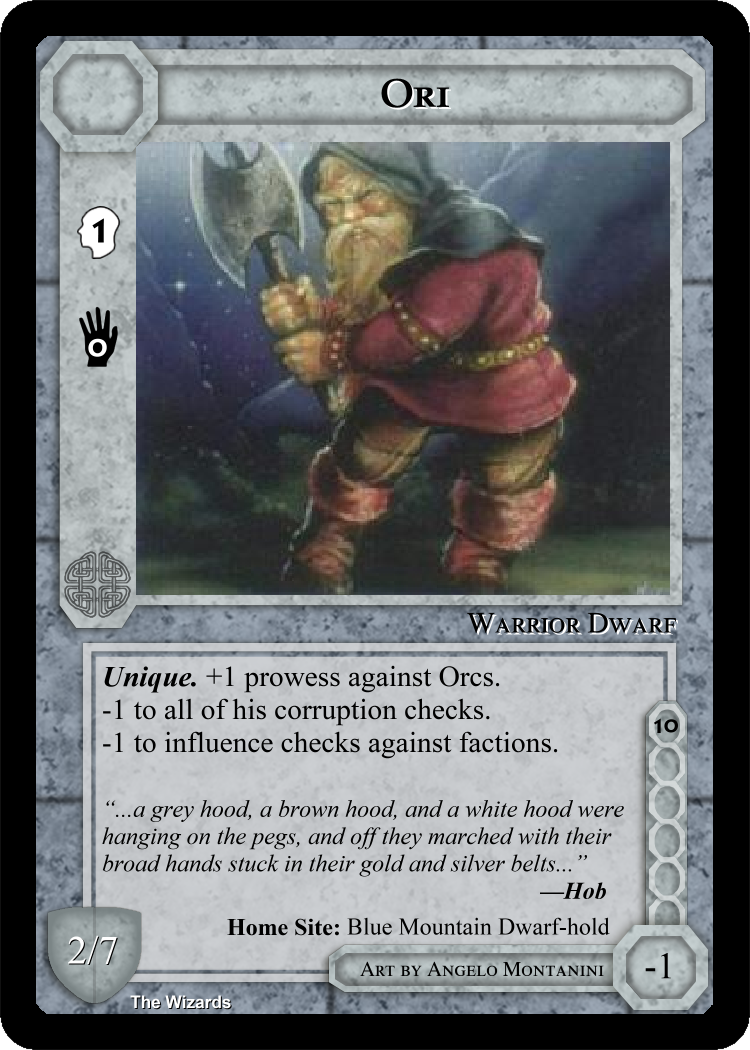 Ori
1
0
Warrior Dwarf
Unique. +1 prowess against Orcs.
-1 to all of his corruption checks.
-1 to influence checks against factions.
10
“...a grey hood, a brown hood, and a white hood were
hanging on the pegs, and off they marched with their
broad hands stuck in their gold and silver belts...”
—Hob
Home Site: Blue Mountain Dwarf-hold
2/7
Art by Angelo Montanini
-1
The Wizards